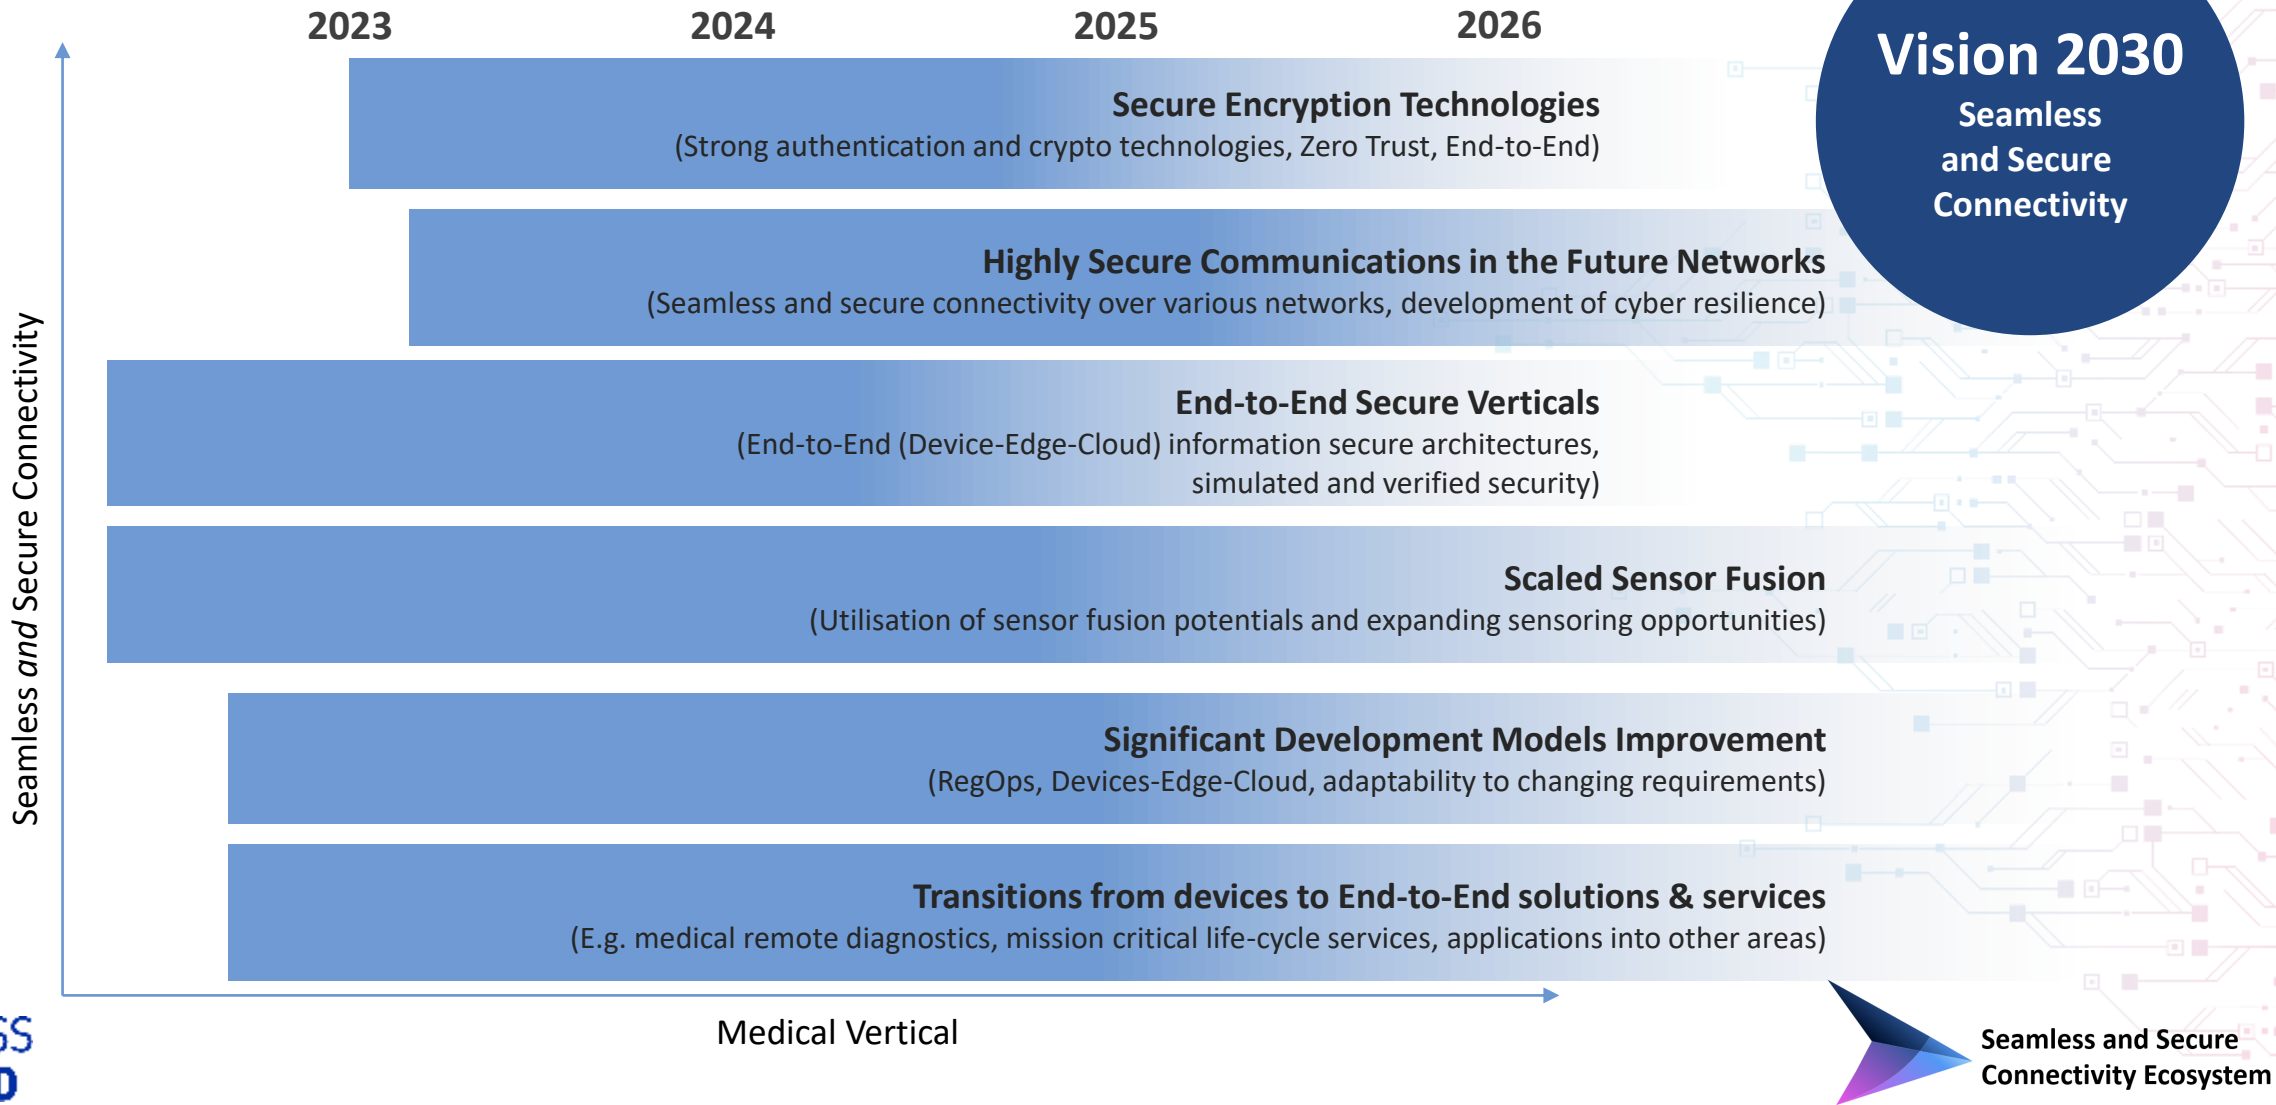 2023 2024 2025 2026
Vision 2030
Seamless
and Secure
Connectivity
Secure Encryption Technologies
(Strong authentication and crypto technologies, Zero Trust, End-to-End)
Highly Secure Communications in the Future Networks
(Seamless and secure connectivity over various networks, development of cyber resilience)
End-to-End Secure Verticals
(End-to-End (Device-Edge-Cloud) information secure architectures,
simulated and verified security)
Scaled Sensor Fusion
(Utilisation of sensor fusion potentials and expanding sensoring opportunities)
Significant Development Models Improvement
(RegOps, Devices-Edge-Cloud, adaptability to changing requirements)
Transitions from devices to End-to-End solutions & services
(E.g. medical remote diagnostics, mission critical life-cycle services, applications into other areas)
Seamless and Secure Connectivity
Medical Vertical
Seamless and Secure
Connectivity Ecosystem